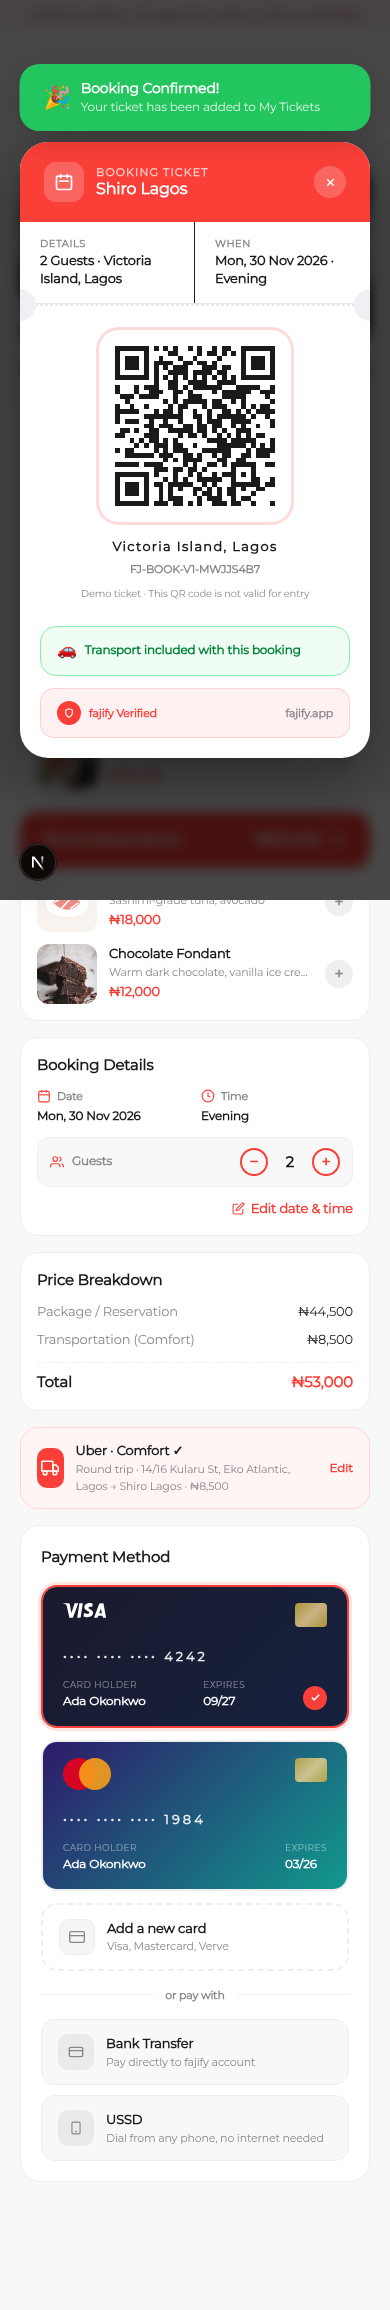 Booking Confirmed!
Your ticket has been added to My Tickets
BOOKING TICKET
Shiro Lagos
DETAILS
2 Guests · Victoria
Island, Lagos
WHEN
Mon, 30 Nov 2026 ·
Evening
Victoria Island, Lagos
FJ-BOOK-V1-MWJJS4B7
Demo ticket · This QR code is not valid for entry
Transport included with this booking
fajify Verified
fajify.app
N
Sashimi-grade tuna, avocado
₦18,000
Chocolate Fondant
Warm dark chocolate, vanilla ice cre...
₦12,000
Booking Details
Date
Mon, 30 Nov 2026
Time
Evening
Guests
2
Edit date & time
Price Breakdown
Package / Reservation
₦44,500
Transportation (Comfort)
₦8,500
Total
₦53,000
Uber · Comfort ✓
Round trip · 14/16 Kularu St, Eko Atlantic,
Lagos → Shiro Lagos · ₦8,500
Edit
Payment Method
VISA
•••• •••• •••• 4242
CARD HOLDER
Ada Okonkwo
EXPIRES
09/27
•••• •••• •••• 1984
CARD HOLDER
Ada Okonkwo
EXPIRES
03/26
Add a new card
Visa, Mastercard, Verve
or pay with
Bank Transfer
Pay directly to fajify account
USSD
Dial from any phone, no internet needed